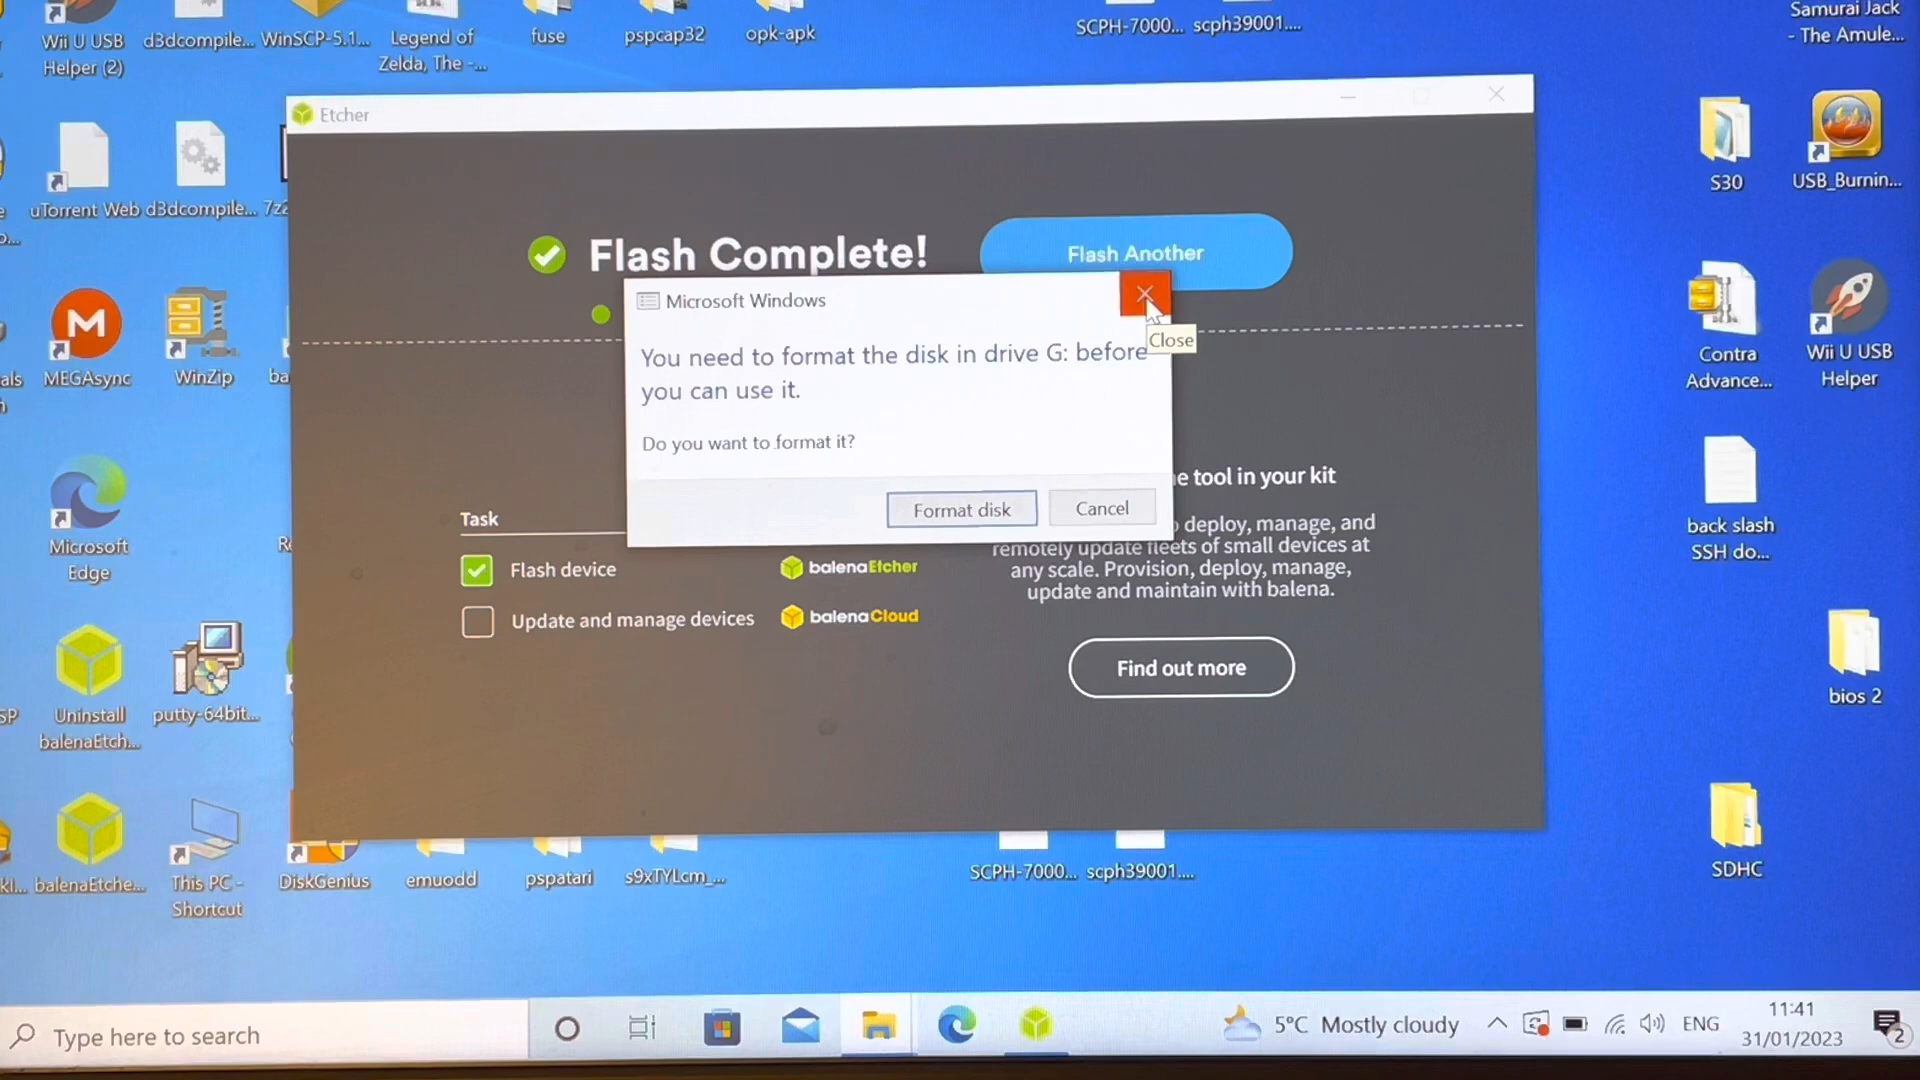 Wii U USB
Helper (2)
d3dcompile...
WinSCP-5.1...
Legend of
Zelda, The -...
fuse
pspcap32
opk-apk
SCPH-7000...
scph39001....
Samurai Jack
- The Amule...
Etcher
uTorrent Web
d3dcompile...
7z2
S30
USB_Burnin...
Flash Complete!
Flash Another
Microsoft Windows
Close
You need to format the disk in drive G: before
you can use it.
Do you want to format it?
Format disk
Cancel
MEGAsync
WinZip
ba
Contra
Advance...
Wii U USB
Helper
e tool in your kit
deploy, manage, and
remotely update fleets of small devices at
any scale. Provision, deploy, manage,
update and maintain with balena.
Task
Flash device
balenaEtcher
Update and manage devices
balenaCloud
Find out more
Microsoft
Edge
back slash
SSH do...
Uninstall
balenaEtch...
putty-64bit...
bios 2
balenaEtche...
This PC -
Shortcut
DiskGenius
emuodd
pspatari
s9xTYLcm_...
SCPH-7000...
scph39001....
SDHC
Type here to search
5°C Mostly cloudy
ENG
11:41
31/01/2023
2